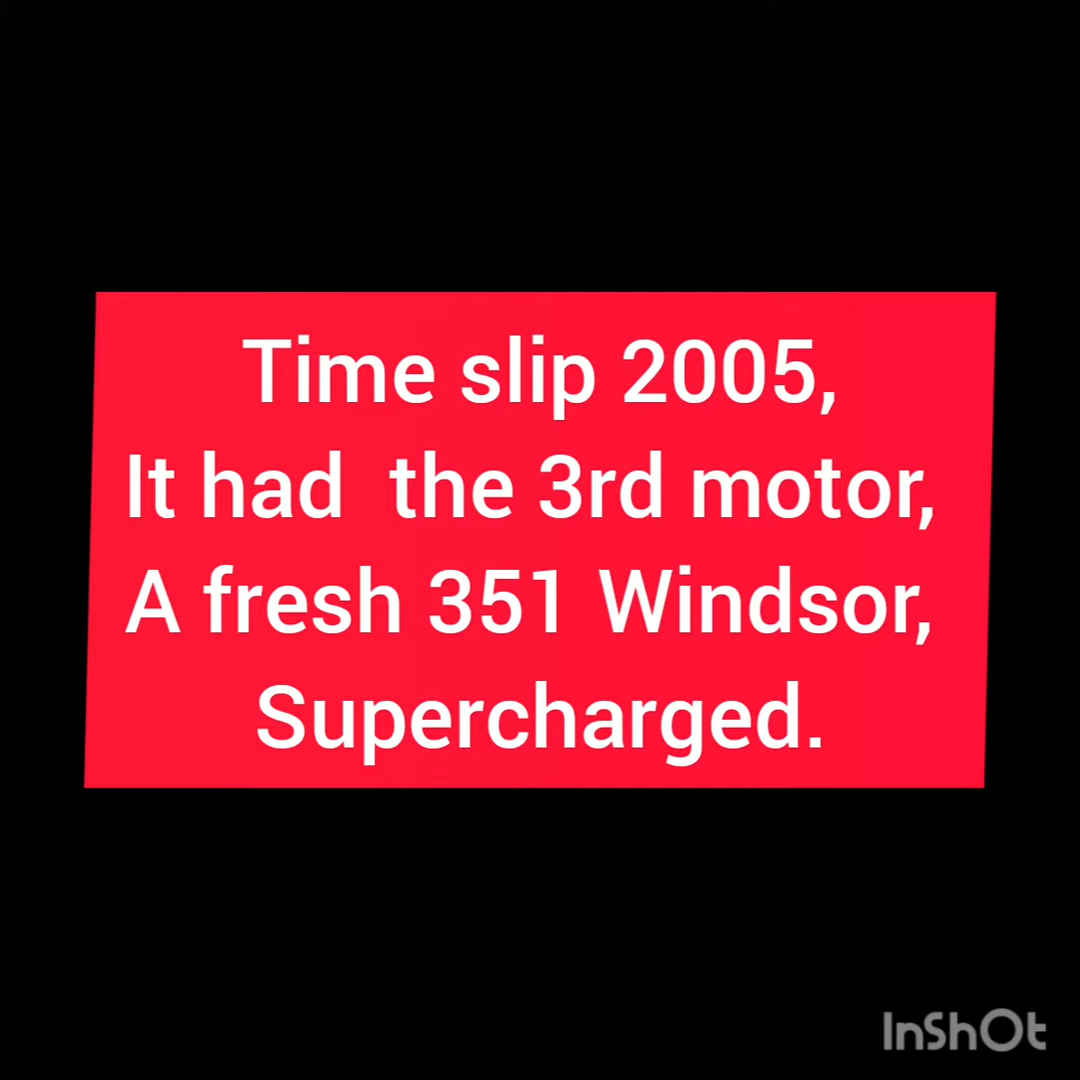 Time slip 2005,
It had  the 3rd motor,
A fresh 351 Windsor,
Supercharged.
InShOt